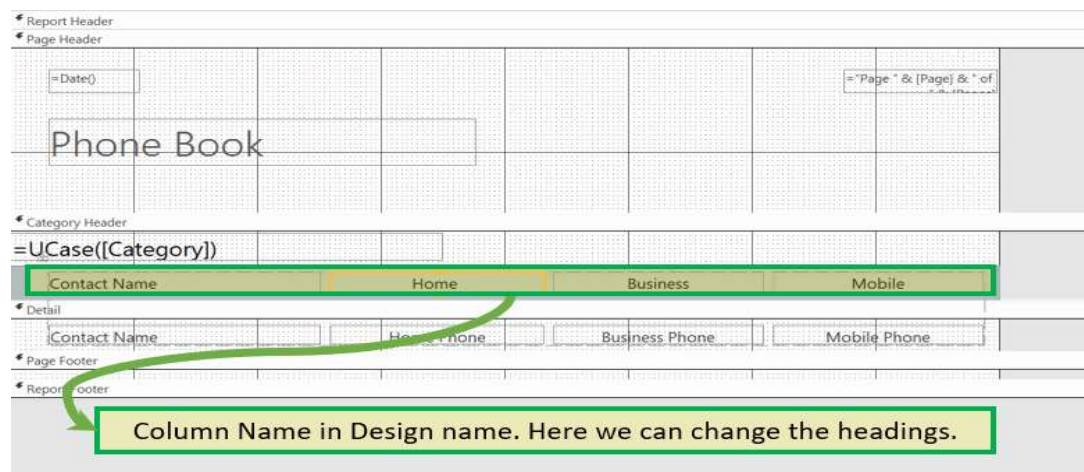 Report Header
Page Header
=Date()
="Page " & [Page] & " of
Phone Book
Category Header
=UCase([Category])
Contact Name Home Business Mobile
Detail
Contact Name Home Phone Business Phone Mobile Phone
Page Footer
Report Footer
Column Name in Design name. Here we can change the headings.